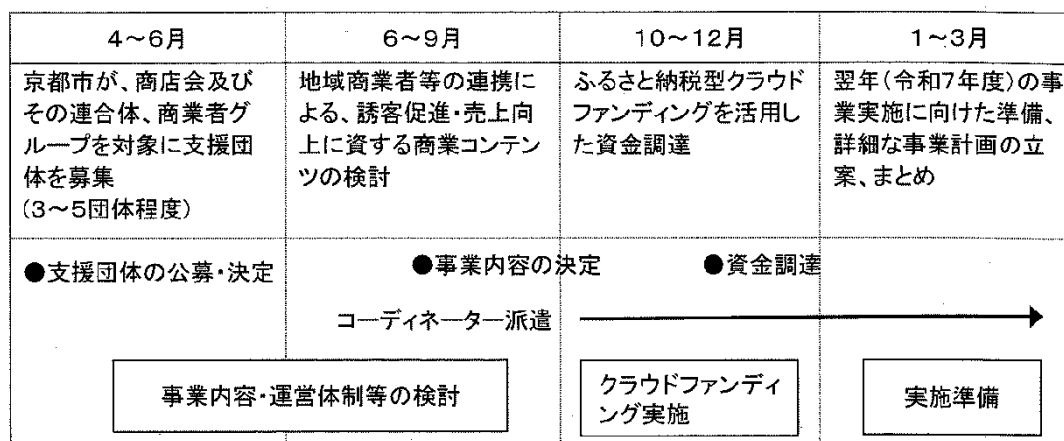 4～6月
6～9月
10～12月
1～3月
京都市が、商店会及び
その連合体、商業者グ
ループを対象に支援団
体を募集
(3～5団体程度)
地域商業者等の連携に
よる、誘客促進・売上向
上に資する商業コンテン
ツの検討
ふるさと納税型クラウド
ファンディングを活用し
た資金調達
翌年(令和7年度)の事
業実施に向けた準備、
詳細な事業計画の立
案、まとめ
●支援団体の公募・決定
●事業内容の決定
●資金調達
コーディネーター派遣
事業内容・運営体制等の検討
クラウドファンディ
ング実施
実施準備